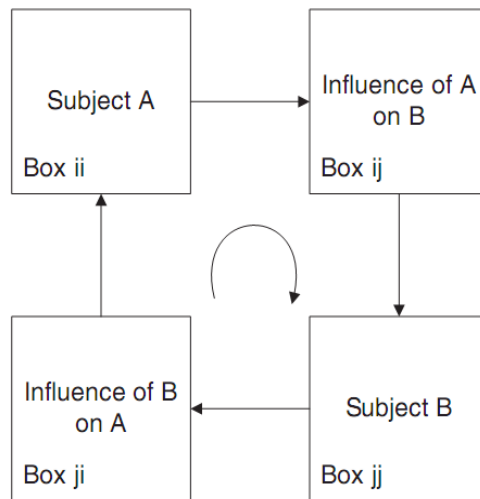 Subject A
Box ii
Influence of A
on B
Box ij
Influence of B
on A
Box ji
Subject B
Box jj